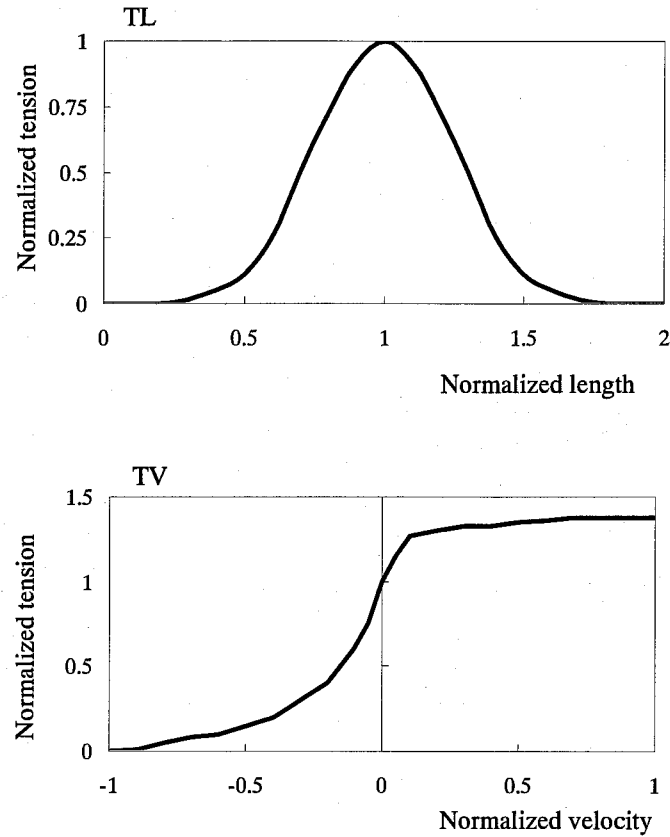 TL
1
0.75
0.5
0.25
0
Normalized tension
0 0.5 1 1.5 2
Normalized length
TV
1.5
1
0.5
0
Normalized tension
-1 -0.5 0 0.5 1
Normalized velocity